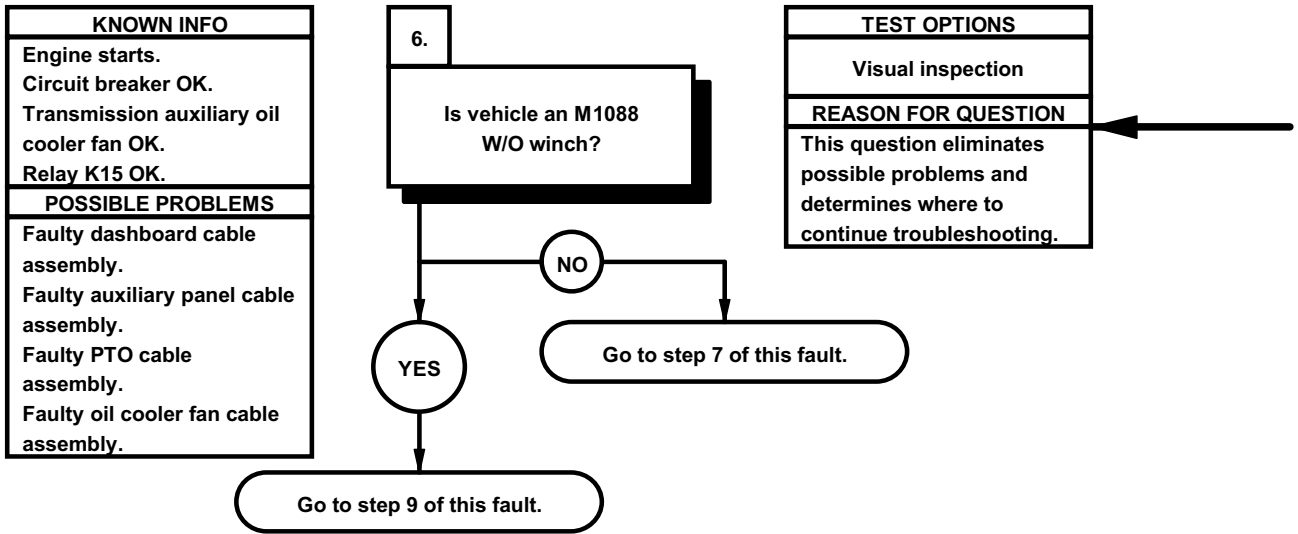 KNOWN INFO
Engine starts.
Circuit breaker OK.
Transmission auxiliary oil
cooler fan OK.
Relay K15 OK.
POSSIBLE PROBLEMS
Faulty dashboard cable
assembly.
Faulty auxiliary panel cable
assembly.
Faulty PTO cable
assembly.
Faulty oil cooler fan cable
assembly.
6.
Is vehicle an M1088
W/O winch?
NO
YES
Go to step 7 of this fault.
Go to step 9 of this fault.
TEST OPTIONS
Visual inspection
REASON FOR QUESTION
This question eliminates
possible problems and
determines where to
continue troubleshooting.